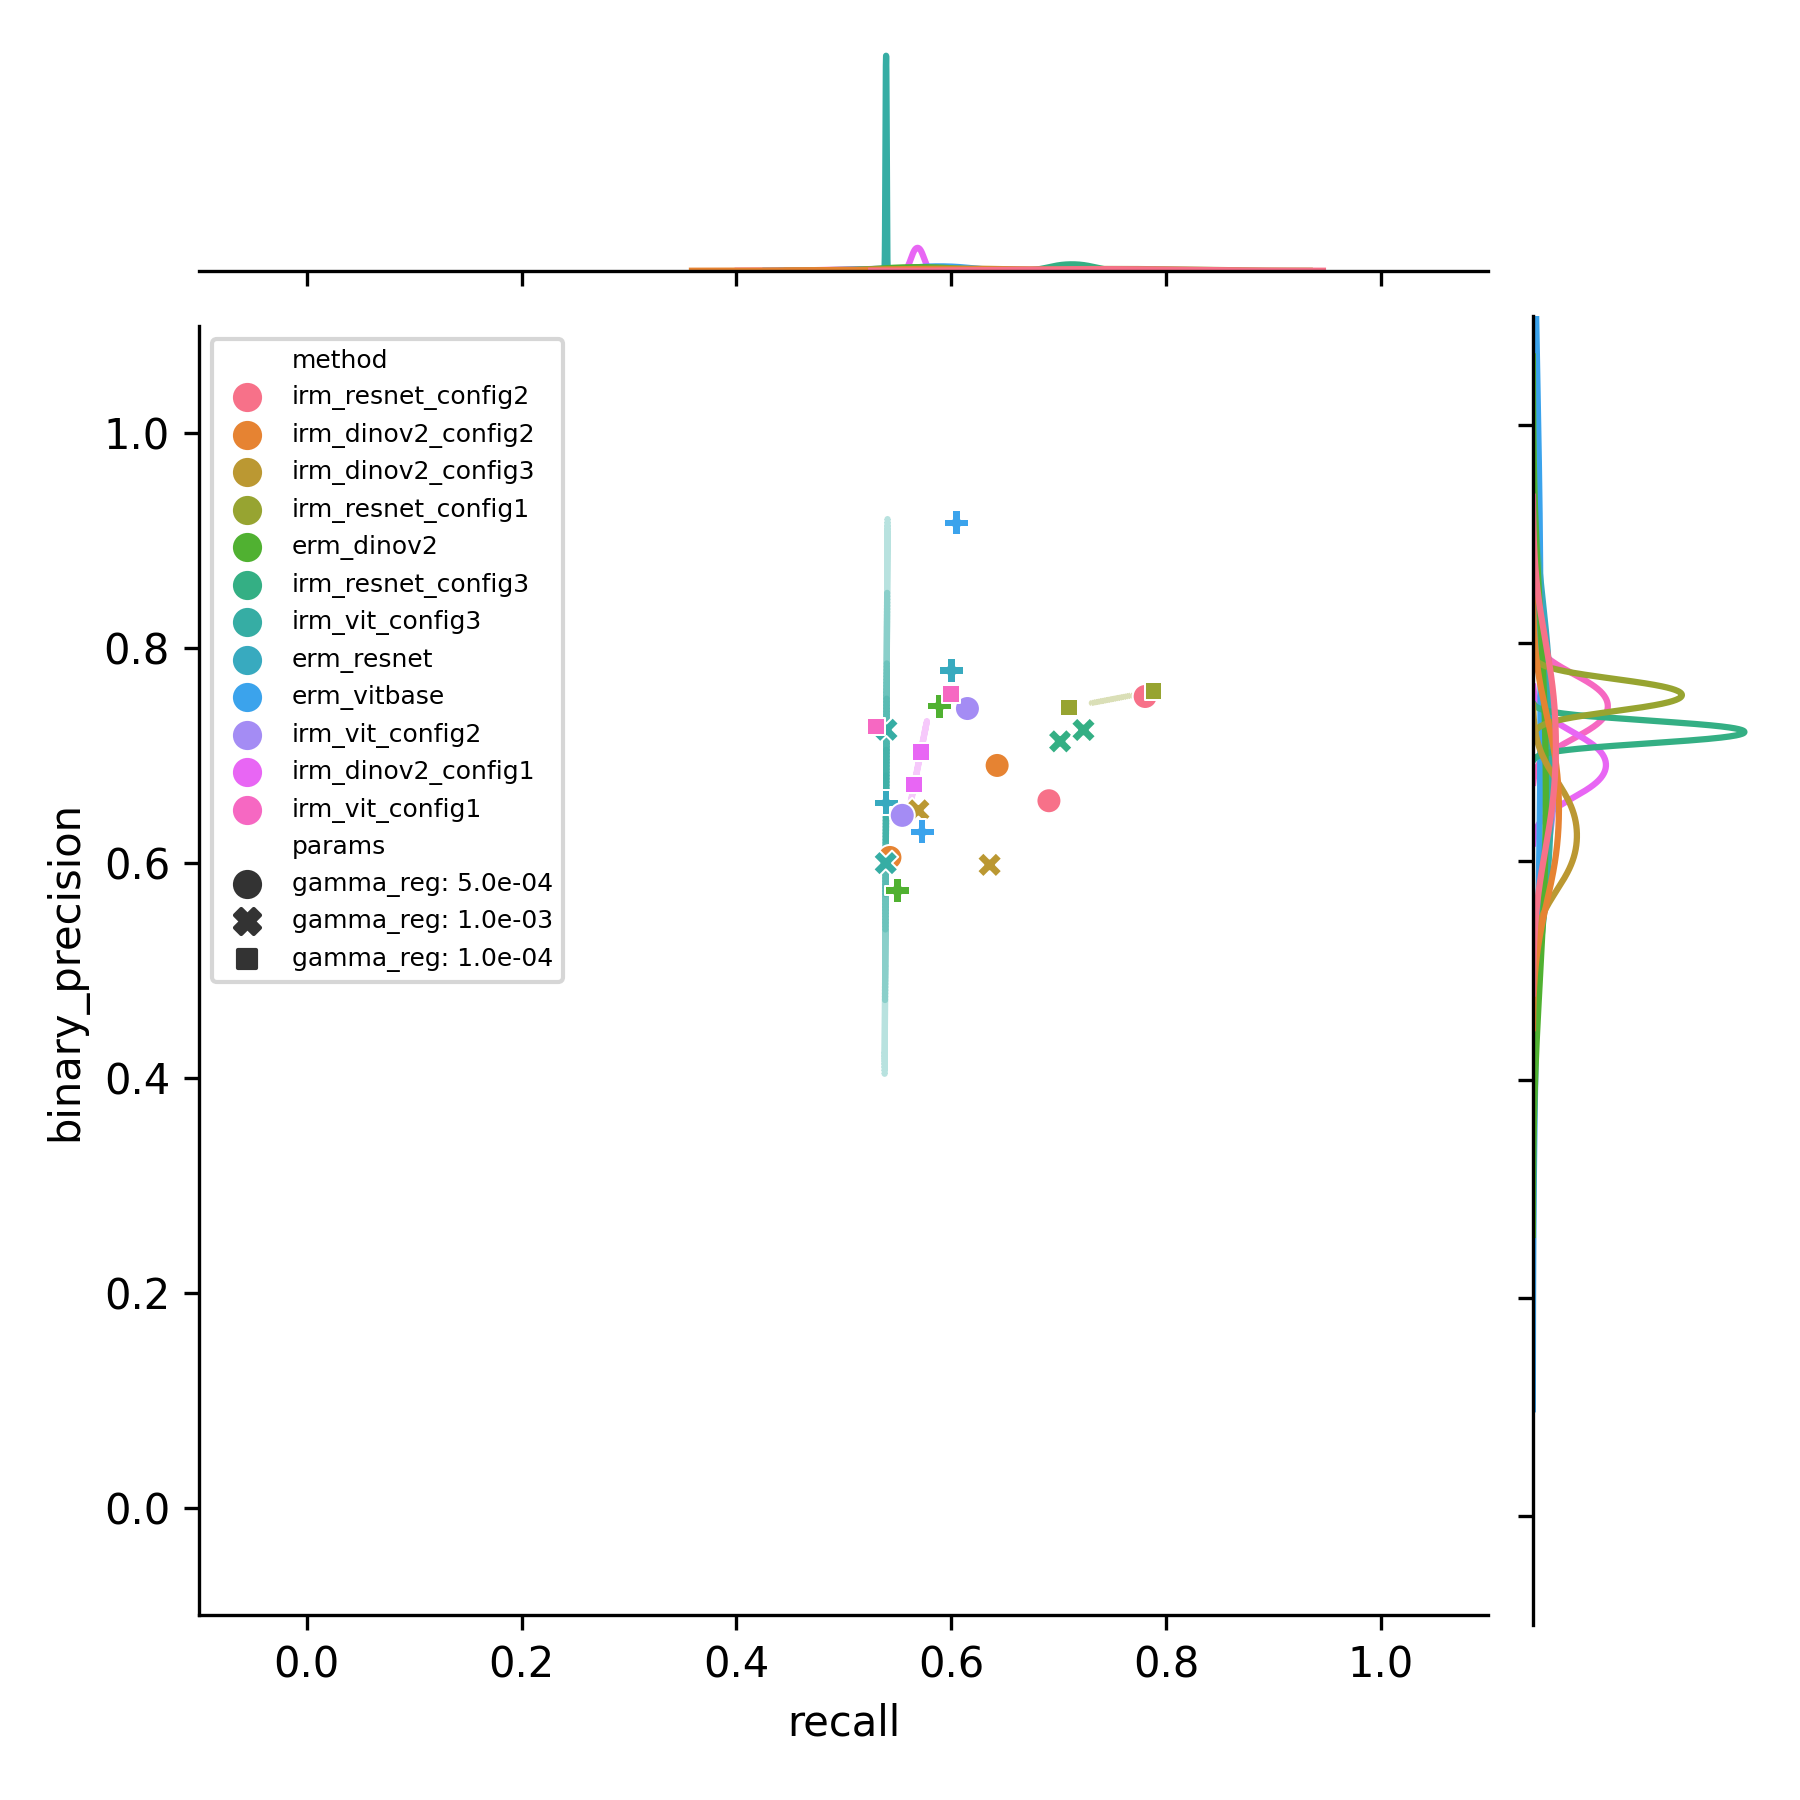 method
irm_resnet_config2
irm_dinov2_config2
irm_dinov2_config3
irm_resnet_config1
erm_dinov2
irm_resnet_config3
irm_vit_config3
erm_resnet
erm_vitbase
irm_vit_config2
irm_dinov2_config1
irm_vit_config1
params
gamma_reg: 5.0e-04
gamma_reg: 1.0e-03
gamma_reg: 1.0e-04
1.0
0.8
0.6
0.4
0.2
0.0
binary_precision
0.0 0.2 0.4 0.6 0.8 1.0
recall